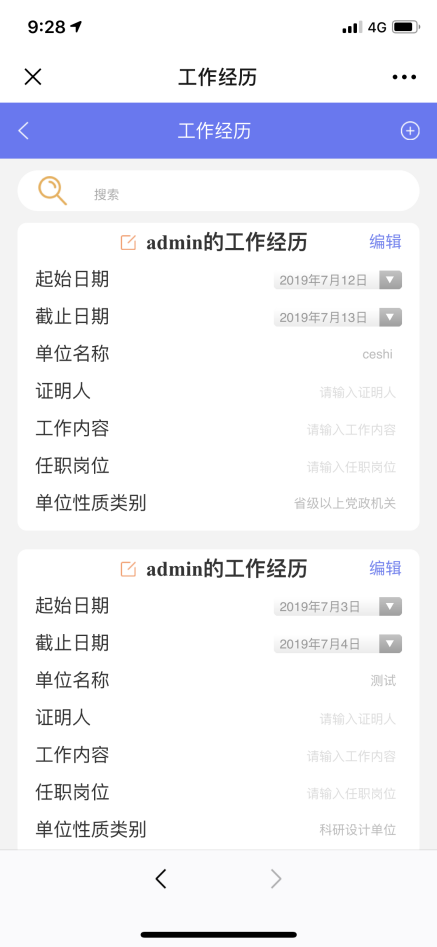 9:28
4G
工作经历
工作经历
搜索
admin的工作经历 编辑
起始日期 2019年7月12日
截止日期 2019年7月13日
单位名称 ceshi
证明人 请输入证明人
工作内容 请输入工作内容
任职岗位 请输入任职岗位
单位性质类别 省级以上党政机关
admin的工作经历 编辑
起始日期 2019年7月3日
截止日期 2019年7月4日
单位名称 测试
证明人 请输入证明人
工作内容 请输入工作内容
任职岗位 请输入任职岗位
单位性质类别 科研设计单位